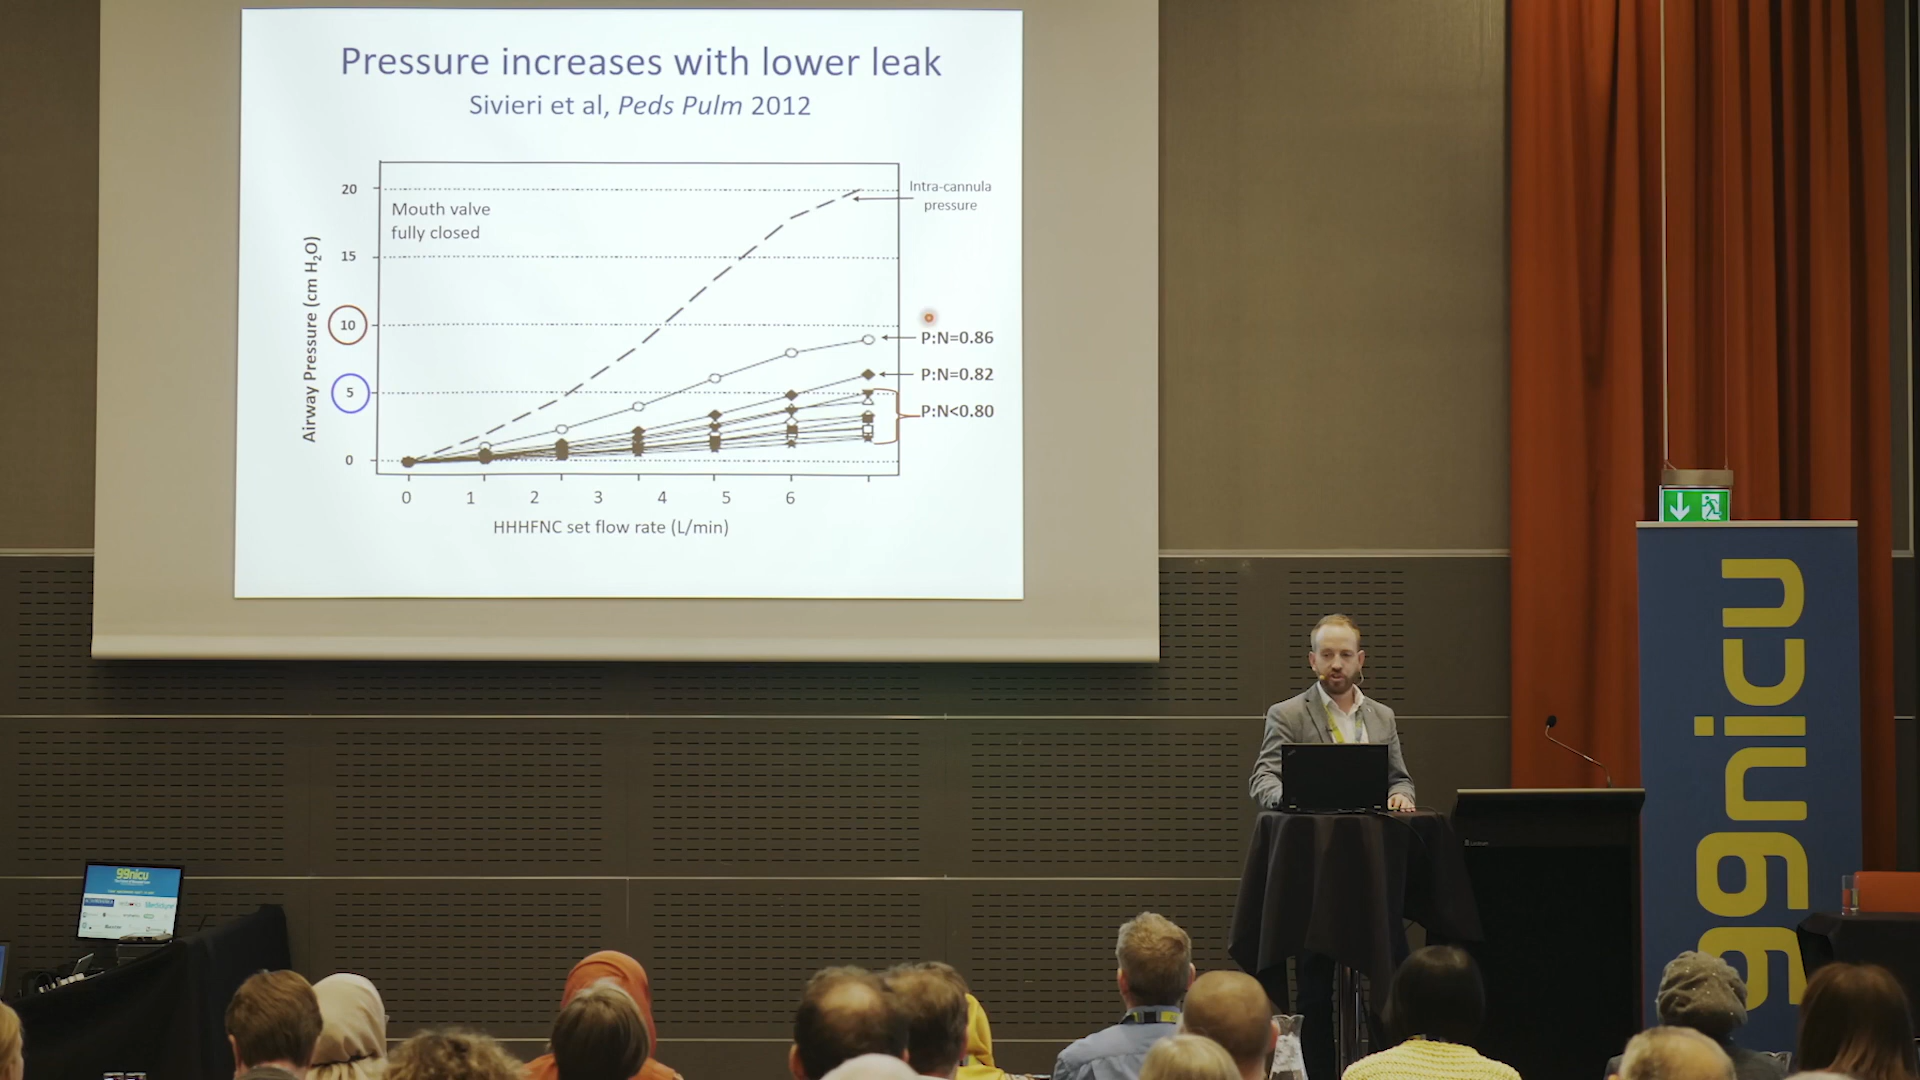 Pressure increases with lower leak
Sivieri et al, Peds Pulm 2012
Mouth valve
fully closed
Intra-cannula
pressure
20
15
10
5
0
Airway Pressure (cm H₂O)
P:N=0.86
P:N=0.82
P:N<0.80
0 1 2 3 4 5 6
HHHFNC set flow rate (L/min)
99nicu
99nicu